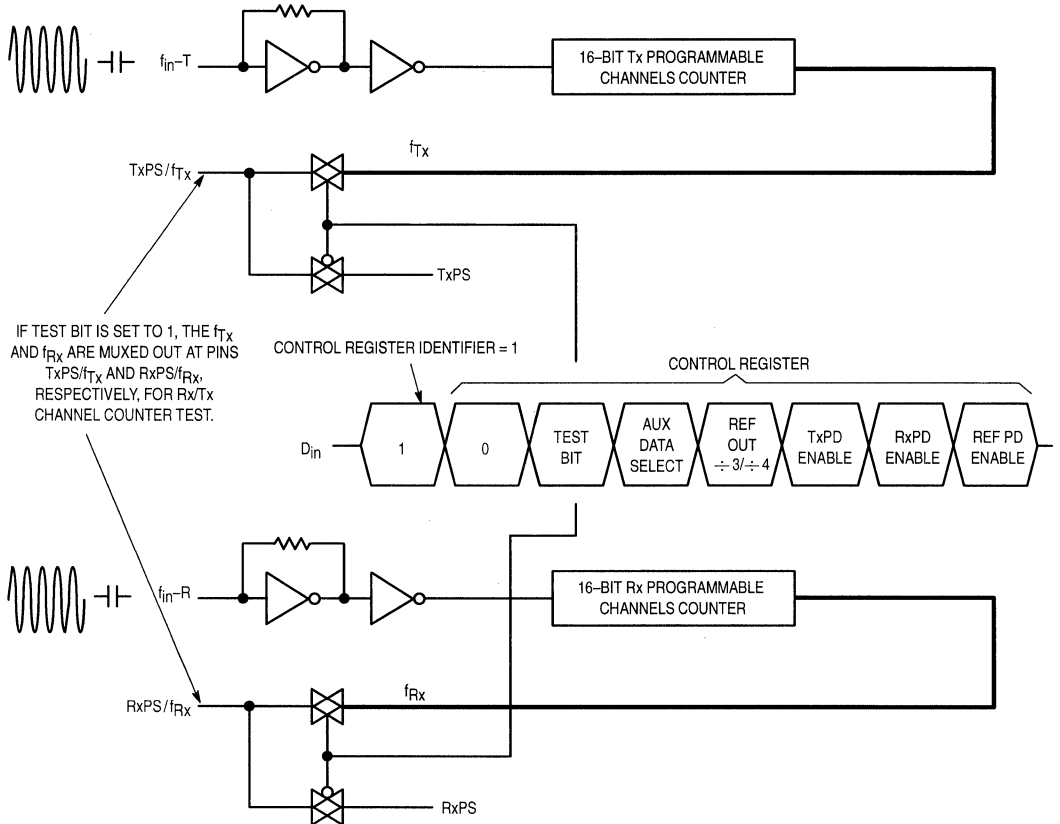 fin–T
16–BIT Tx PROGRAMMABLE
CHANNELS COUNTER
TxPS/fTx
fTx
TxPS
IF TEST BIT IS SET TO 1, THE fTx
AND fRx ARE MUXED OUT AT PINS
TxPS/fTx AND RxPS/fRx,
RESPECTIVELY, FOR Rx/Tx
CHANNEL COUNTER TEST.
CONTROL REGISTER IDENTIFIER = 1
CONTROL REGISTER
Din
1
0
TEST
BIT
AUX
DATA
SELECT
REF
OUT
÷3/÷4
TxPD
ENABLE
RxPD
ENABLE
REF PD
ENABLE
fin–R
16–BIT Rx PROGRAMMABLE
CHANNELS COUNTER
RxPS/fRx
fRx
RxPS